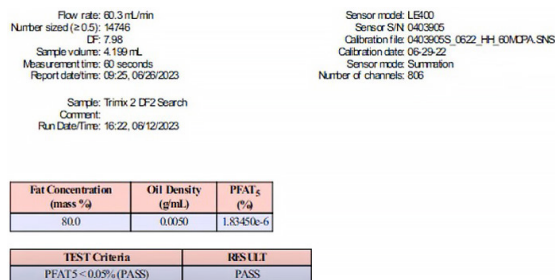 Flow rate: 60.3 mL/min
Number sized (≥ 0.5): 14746
DF: 7.98
Sample volume: 4.199 mL
Measurement time: 60 seconds
Report date/time: 09:25, 06/26/2023
Sensor model: LE400
Sensor S/N: 0403905
Calibration file: 0403905S_0622_HH_60MDPA.SNS
Calibration date: 06-29-22
Sensor mode: Summation
Number of channels: 806
Sample: Trimix 2 DF2 Search
Comment:
Run Date/Time: 16:22, 06/12/2023
Fat Concentration (mass %) Oil Density (g/mL) PFAT5 (%)
80.0 0.0050 1.83450e-6
TEST Criteria RESULT
PFAT5 < 0.05% (PASS) PASS